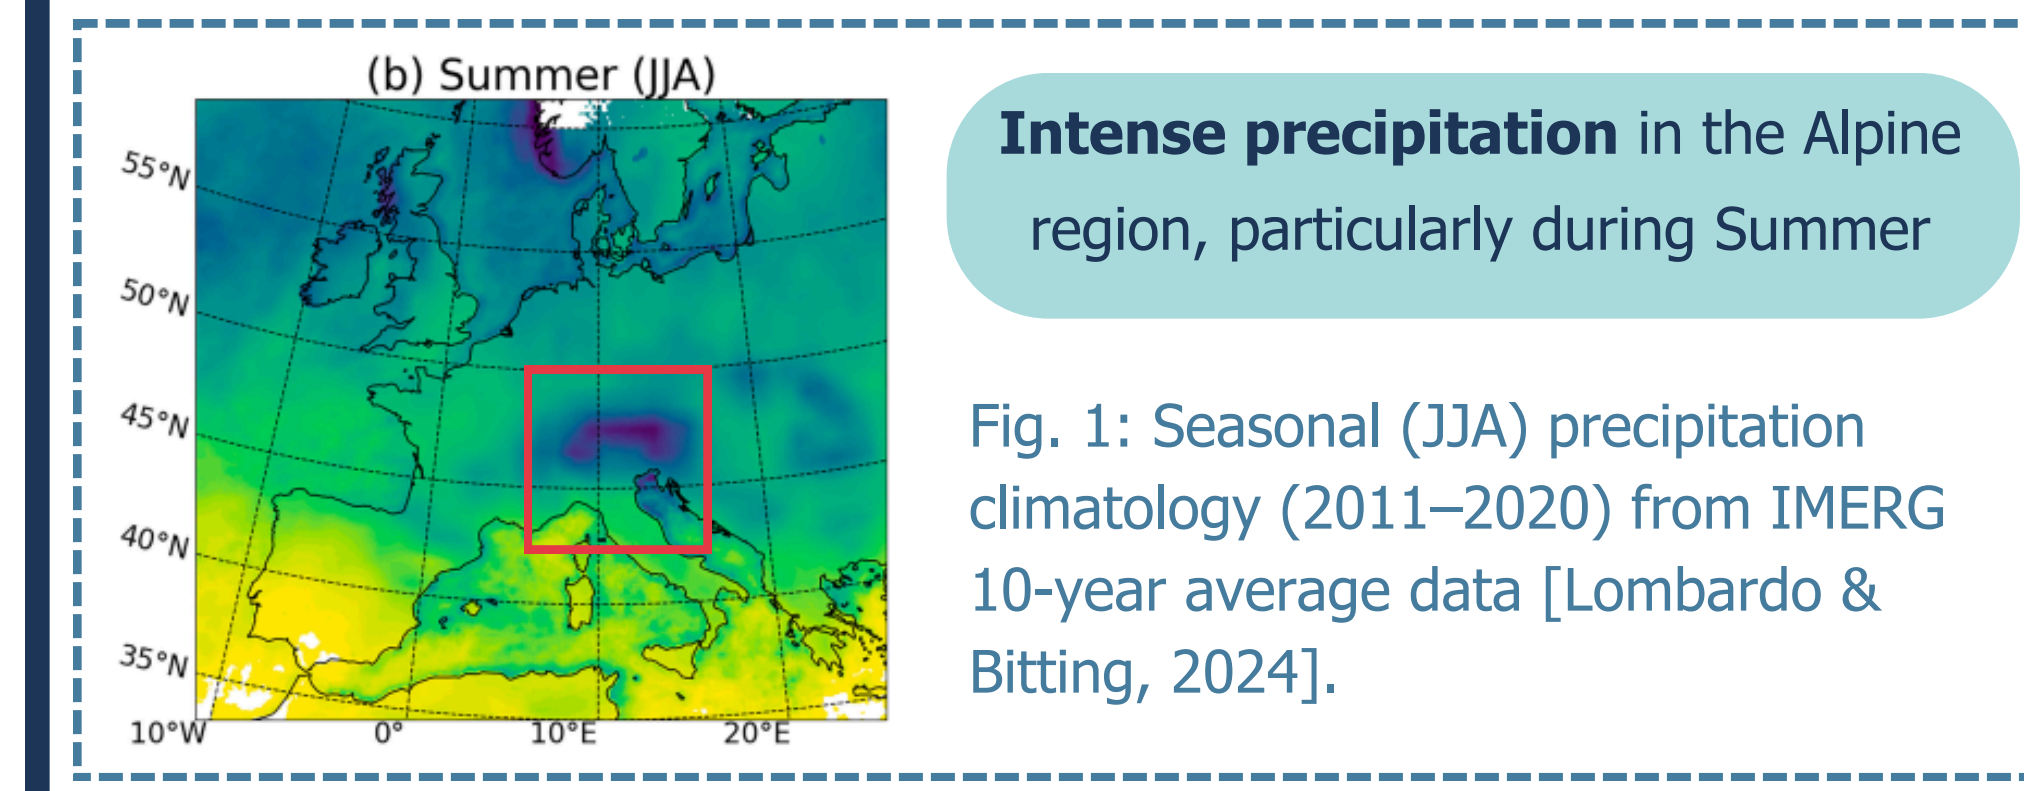 (b) Summer (JJA)
55°N
50°N
45°N
40°N
35°N
10°W
0°
10°E
20°E
Intense precipitation in the Alpine
region, particularly during Summer
Fig. 1: Seasonal (JJA) precipitation
climatology (2011–2020) from IMERG
10-year average data [Lombardo &
Bitting, 2024].